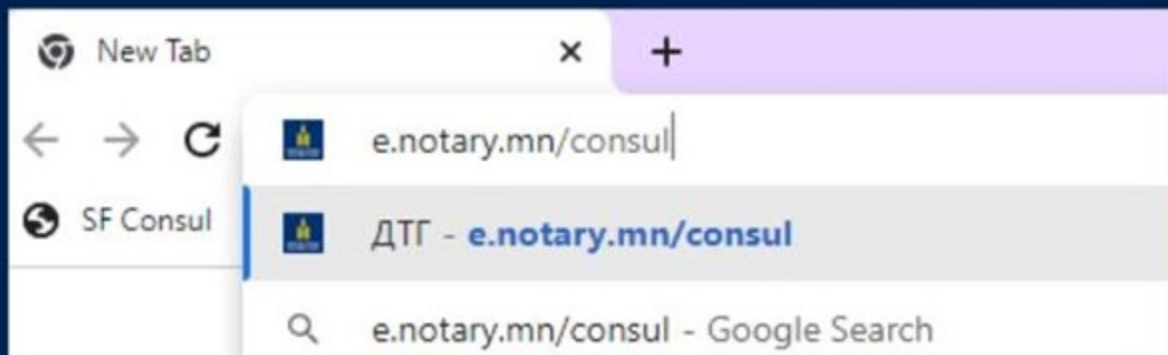 New Tab
e.notary.mn/consul
SF Consul
ДТГ - e.notary.mn/consul
e.notary.mn/consul - Google Search